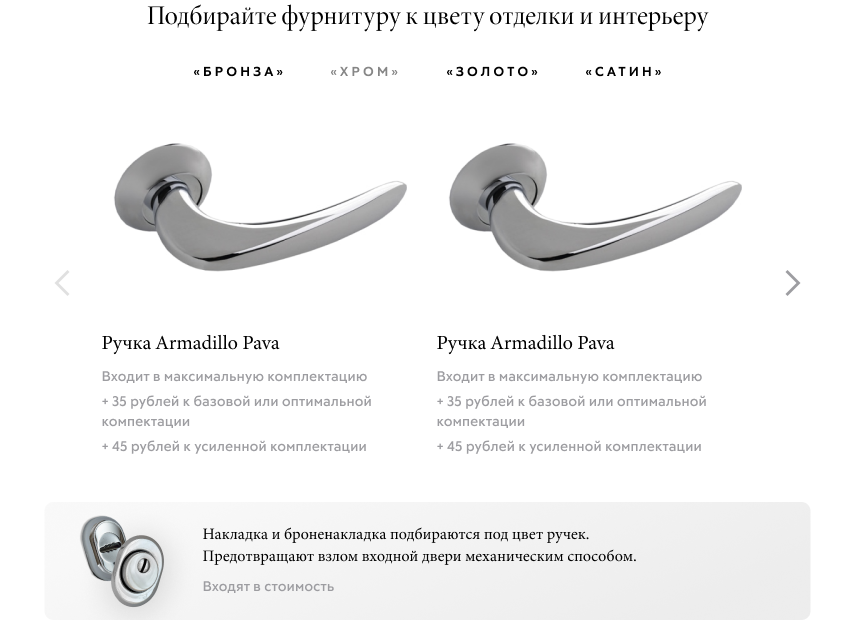 Подбирайте фурнитуру к цвету отделки и интерьеру
«БРОНЗА» «ХРОМ» «ЗОЛОТО» «САТИН»
Ручка Armadillo Pava
Входит в максимальную комплектацию
+ 35 рублей к базовой или оптимальной
компектации
+ 45 рублей к усиленной комплектации
Ручка Armadillo Pava
Входит в максимальную комплектацию
+ 35 рублей к базовой или оптимальной
компектации
+ 45 рублей к усиленной комплектации
Накладка и броненакладка подбираются под цвет ручек.
Предотвращают взлом входной двери механическим способом.
Входят в стоимость